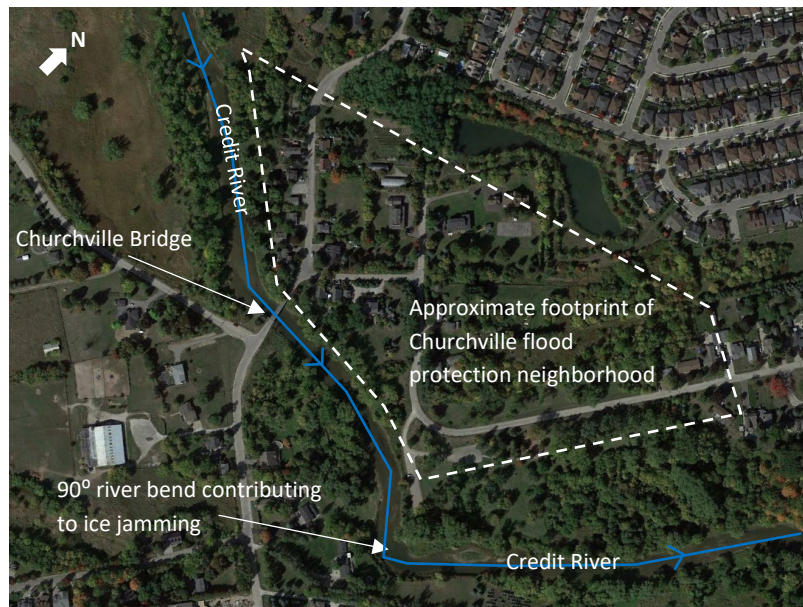 N
Credit River
Churchville Bridge
Approximate footprint of
Churchville flood
protection neighborhood
90⁰ river bend contributing
to ice jamming
Credit River